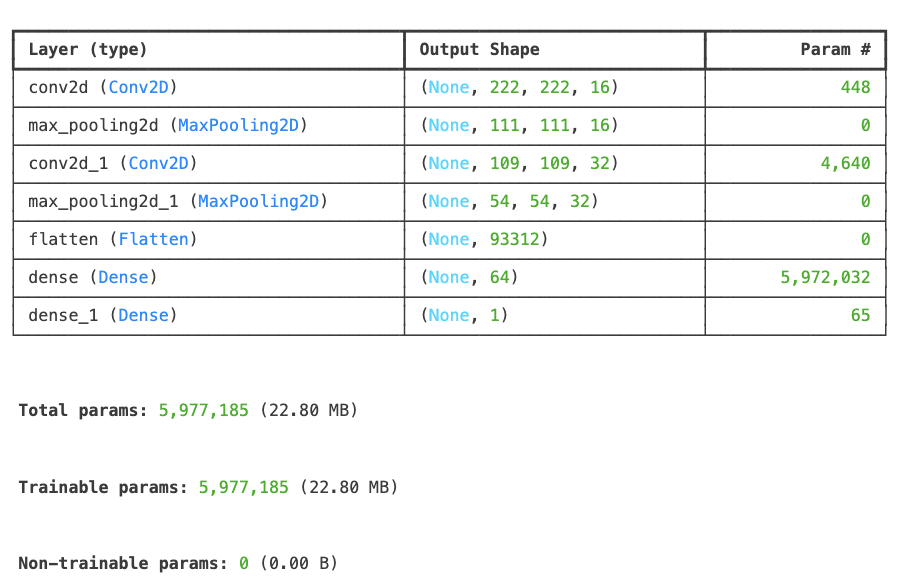 Layer (type) Output Shape Param #
conv2d (Conv2D) (None, 222, 222, 16) 448
max_pooling2d (MaxPooling2D) (None, 111, 111, 16) 0
conv2d_1 (Conv2D) (None, 109, 109, 32) 4,640
max_pooling2d_1 (MaxPooling2D) (None, 54, 54, 32) 0
flatten (Flatten) (None, 93312) 0
dense (Dense) (None, 64) 5,972,032
dense_1 (Dense) (None, 1) 65
Total params: 5,977,185 (22.80 MB)
Trainable params: 5,977,185 (22.80 MB)
Non-trainable params: 0 (0.00 B)